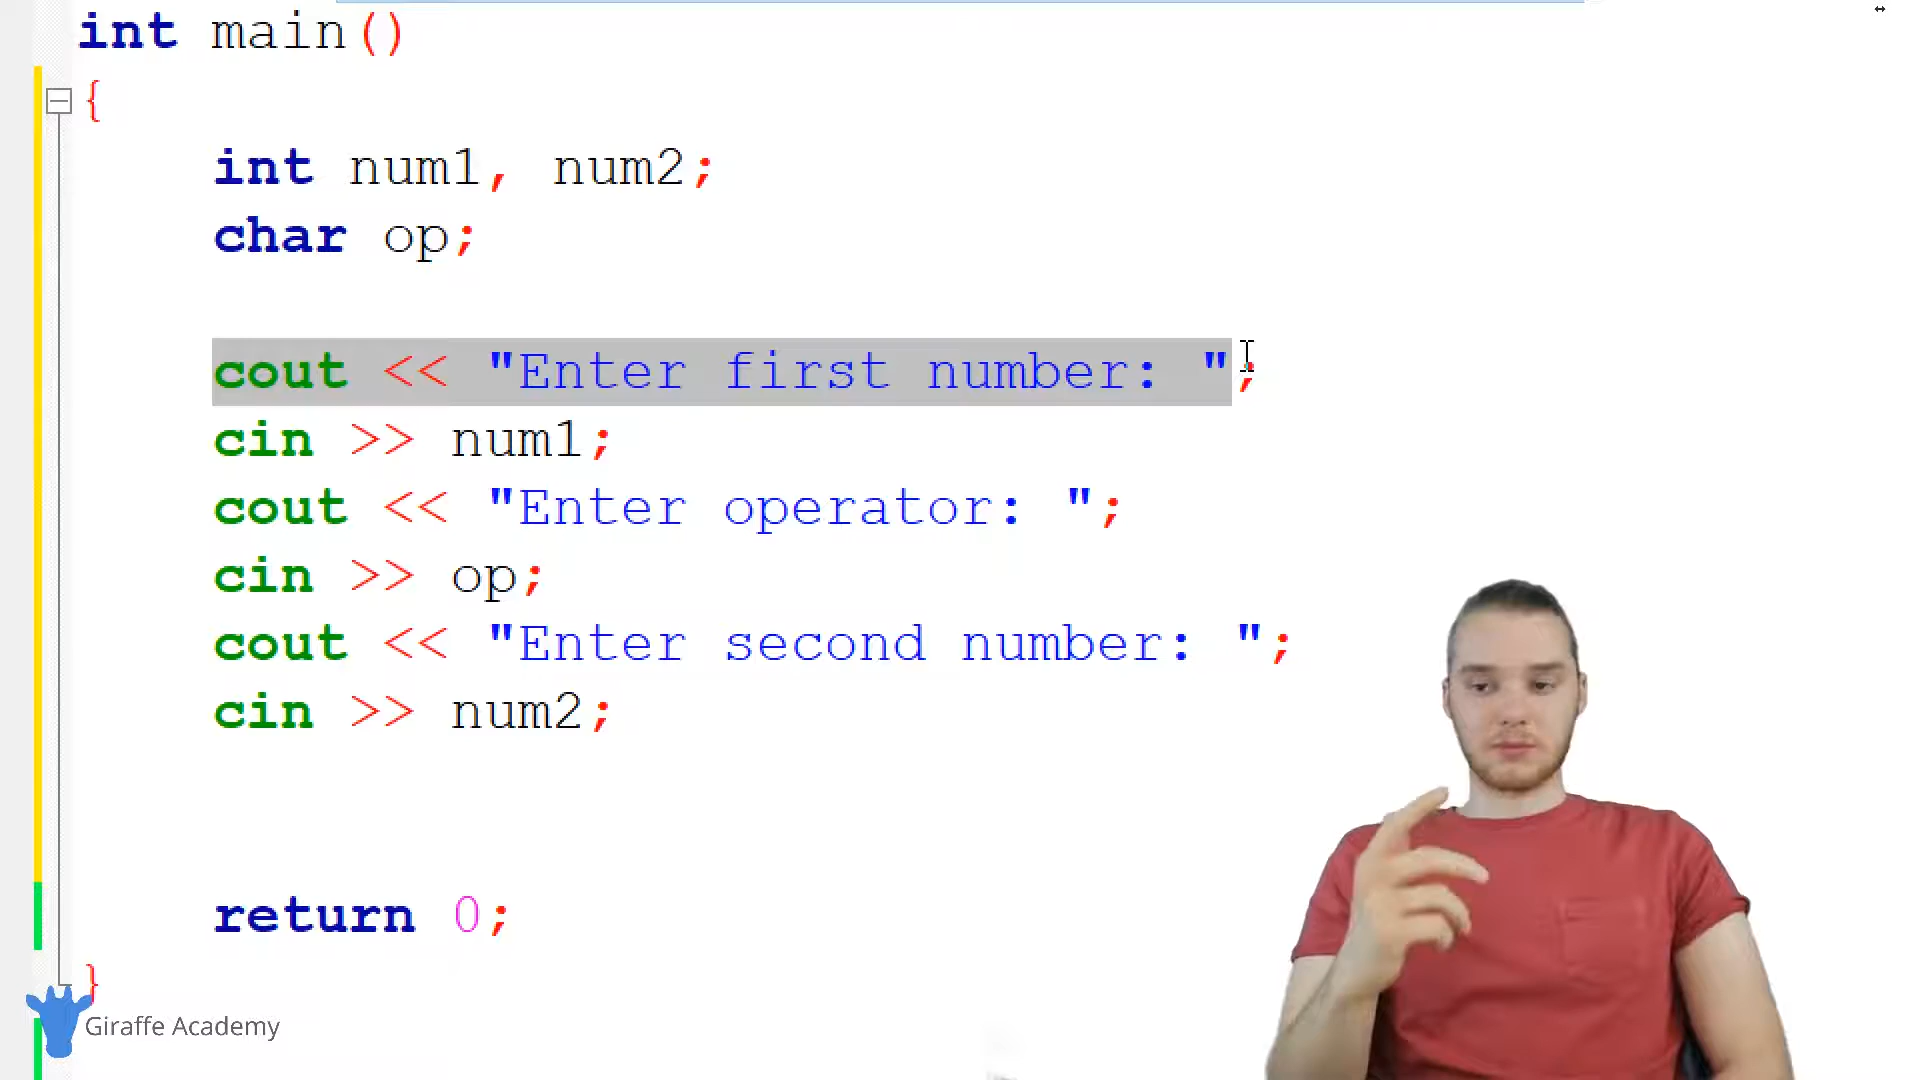 int main()
{
int num1, num2;
char op;
cout << "Enter first number: ";
cin >> num1;
cout << "Enter operator: ";
cin >> op;
cout << "Enter second number: ";
cin >> num2;
return 0;
}
Giraffe Academy